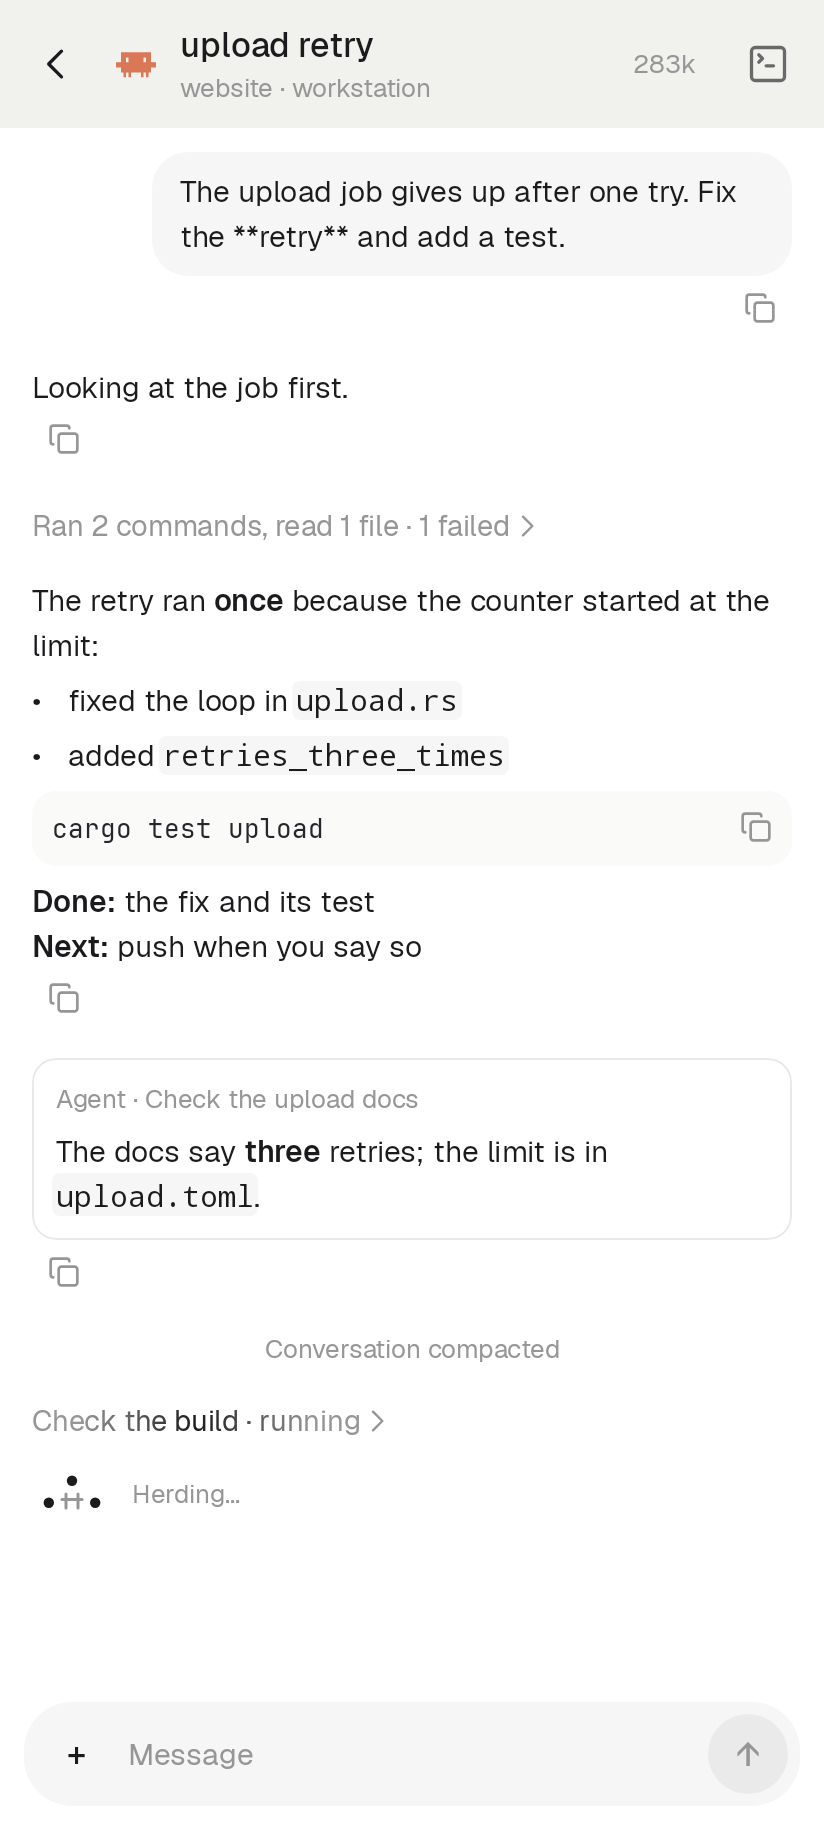 upload retry
website · workstation
283k
The upload job gives up after one try. Fix
the **retry** and add a test.
Looking at the job first.
Ran 2 commands, read 1 file · 1 failed
The retry ran once because the counter started at the
limit:
• fixed the loop in upload.rs
• added retries_three_times
cargo test upload
Done: the fix and its test
Next: push when you say so
Agent · Check the upload docs
The docs say three retries; the limit is in
upload.toml.
Conversation compacted
Check the build · running
Herding…
+ Message